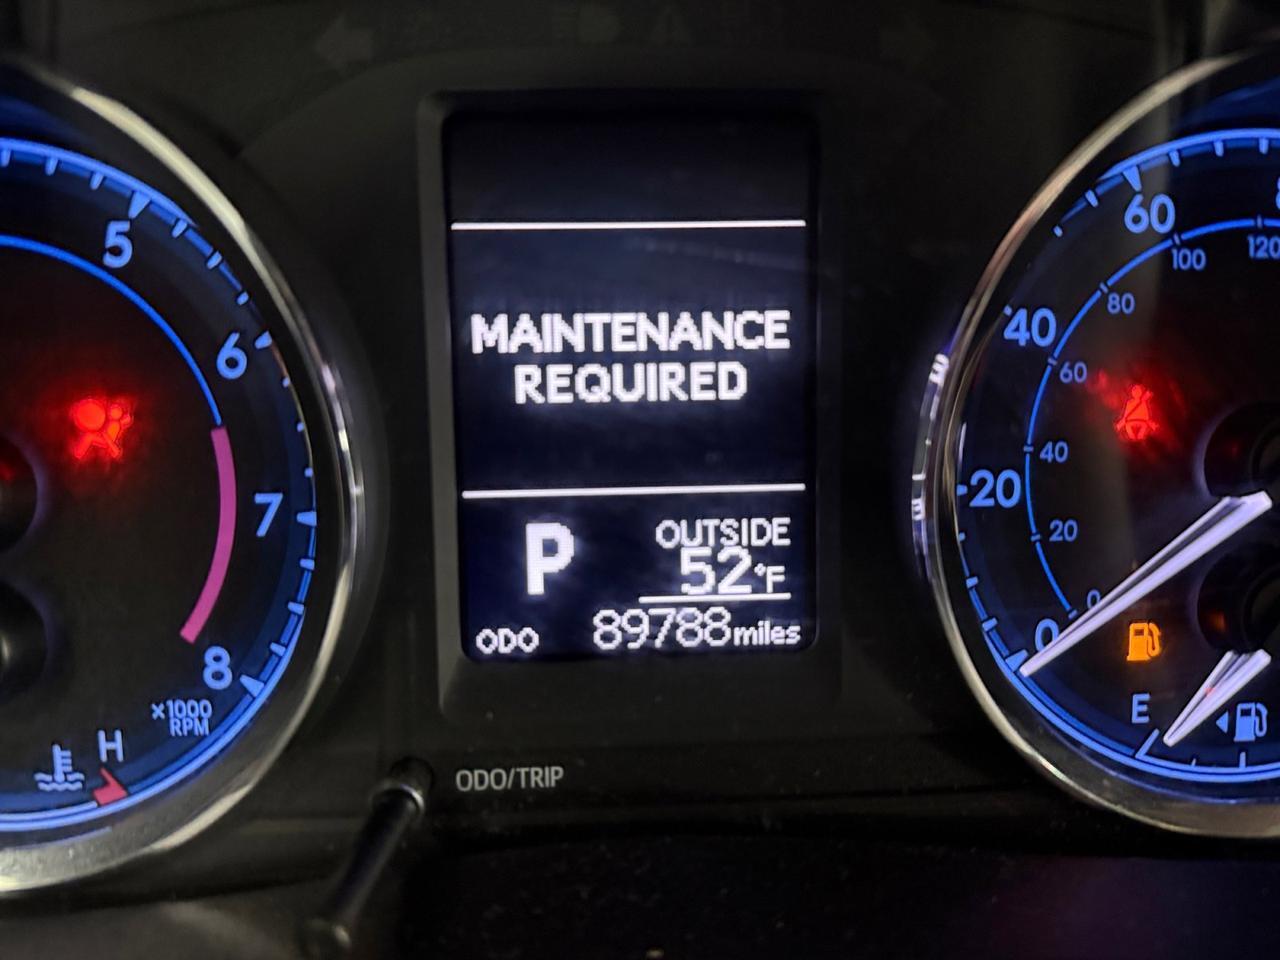 5
6
7
8
x1000
RPM
H
MAINTENANCE
REQUIRED
P
OUTSIDE
52°F
ODO 89788 miles
ODO/TRIP
60
40
20
0
120
100
80
60
40
20
0
E